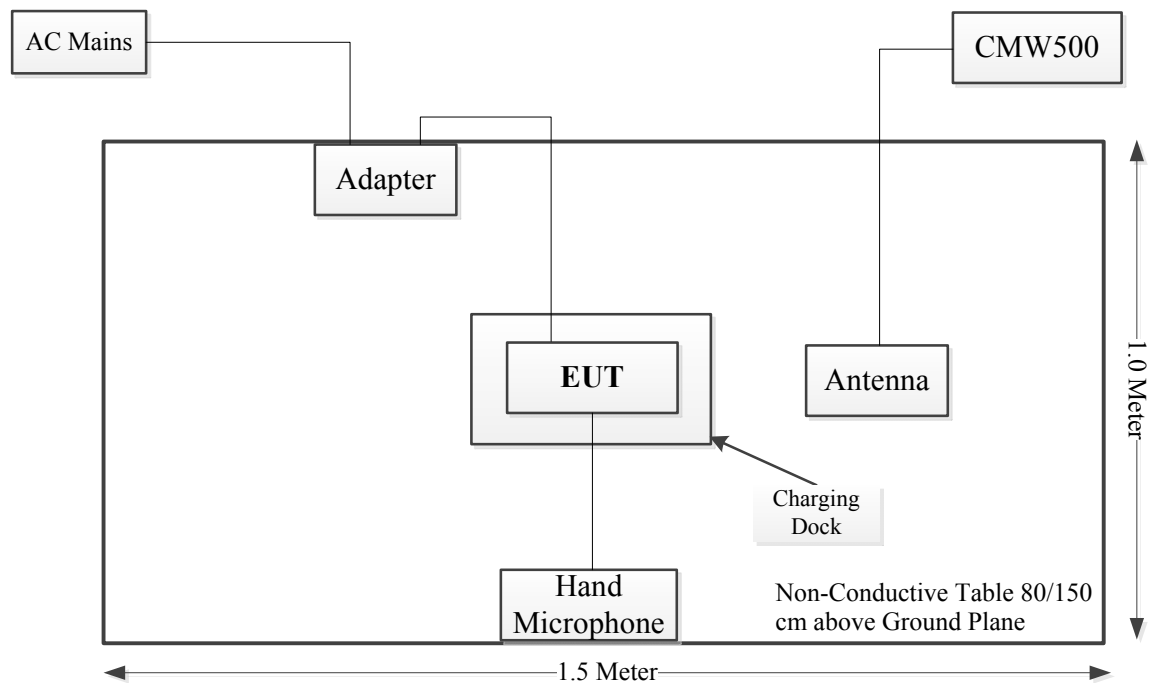 AC Mains
CMW500
Adapter
EUT
Antenna
Charging
Dock
Hand
Microphone
Non-Conductive Table 80/150
cm above Ground Plane
1.0 Meter
1.5 Meter